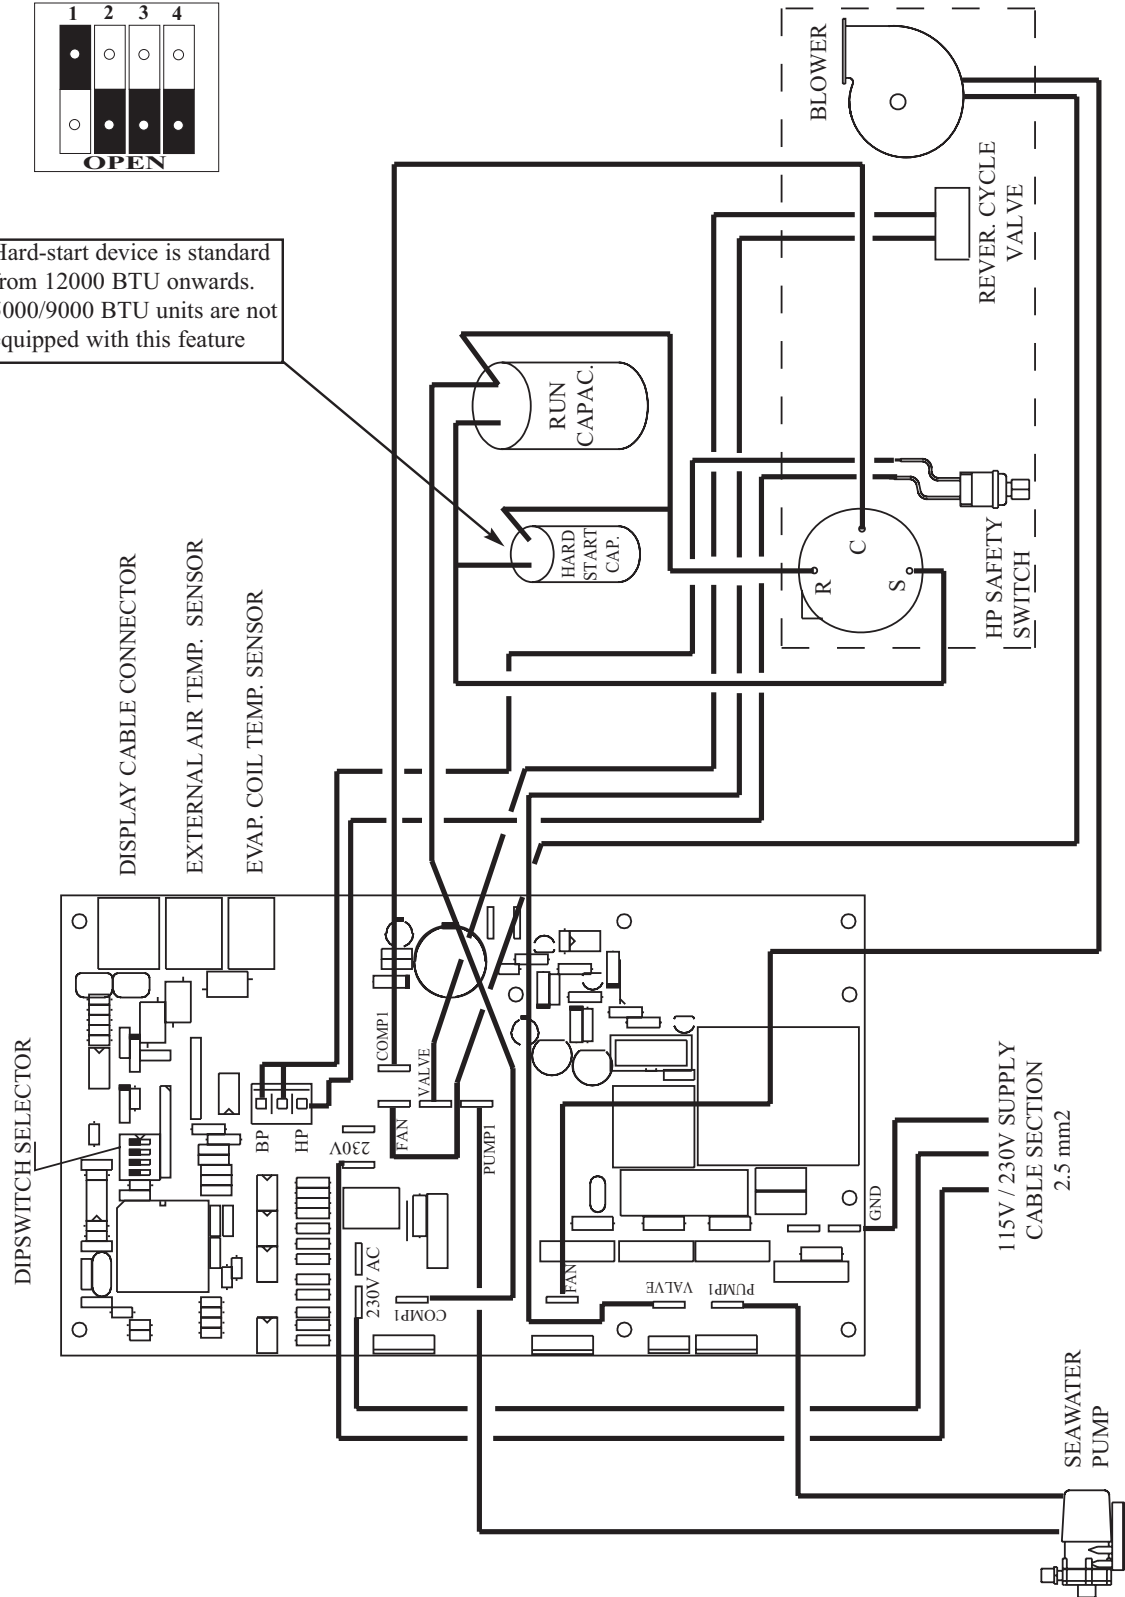 1 2 3 4
OPEN
Hard-start device is standard
from 12000 BTU onwards.
5000/9000 BTU units are not
equipped with this feature
BLOWER
REVER. CYCLE
VALVE
RUN
CAPAC.
HARD
START
CAP.
C
R
S
HP SAFETY
SWITCH
DISPLAY CABLE CONNECTOR
EXTERNAL AIR TEMP. SENSOR
EVAP. COIL TEMP. SENSOR
DIPSWITCH SELECTOR
BP
HP
230V
COMP1
VALVE
FAN
PUMP1
230V AC
COMP1
FAN
VALVE
PUMP1
GND
115V / 230V SUPPLY
CABLE SECTION
2.5 mm2
SEAWATER
PUMP